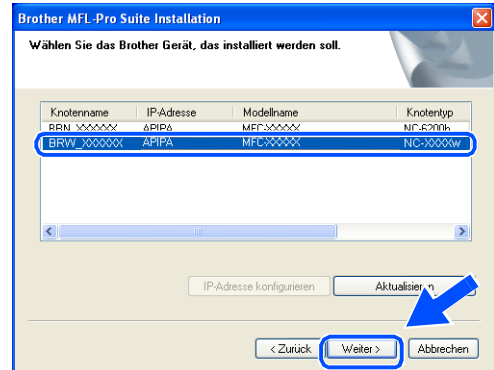 Brother MFL-Pro Suite Installation
Wählen Sie das Brother Gerät, das installiert werden soll.
Knotenname IP-Adresse Modellname Knotentyp
BRN_XXXXXX APIPA MFC-XXXXX NC-6200h
BRW_XXXXXX APIPA MFC-XXXXX NC-XXXXw
IP-Adresse konfigurieren Aktualisieren
< Zurück Weiter > Abbrechen